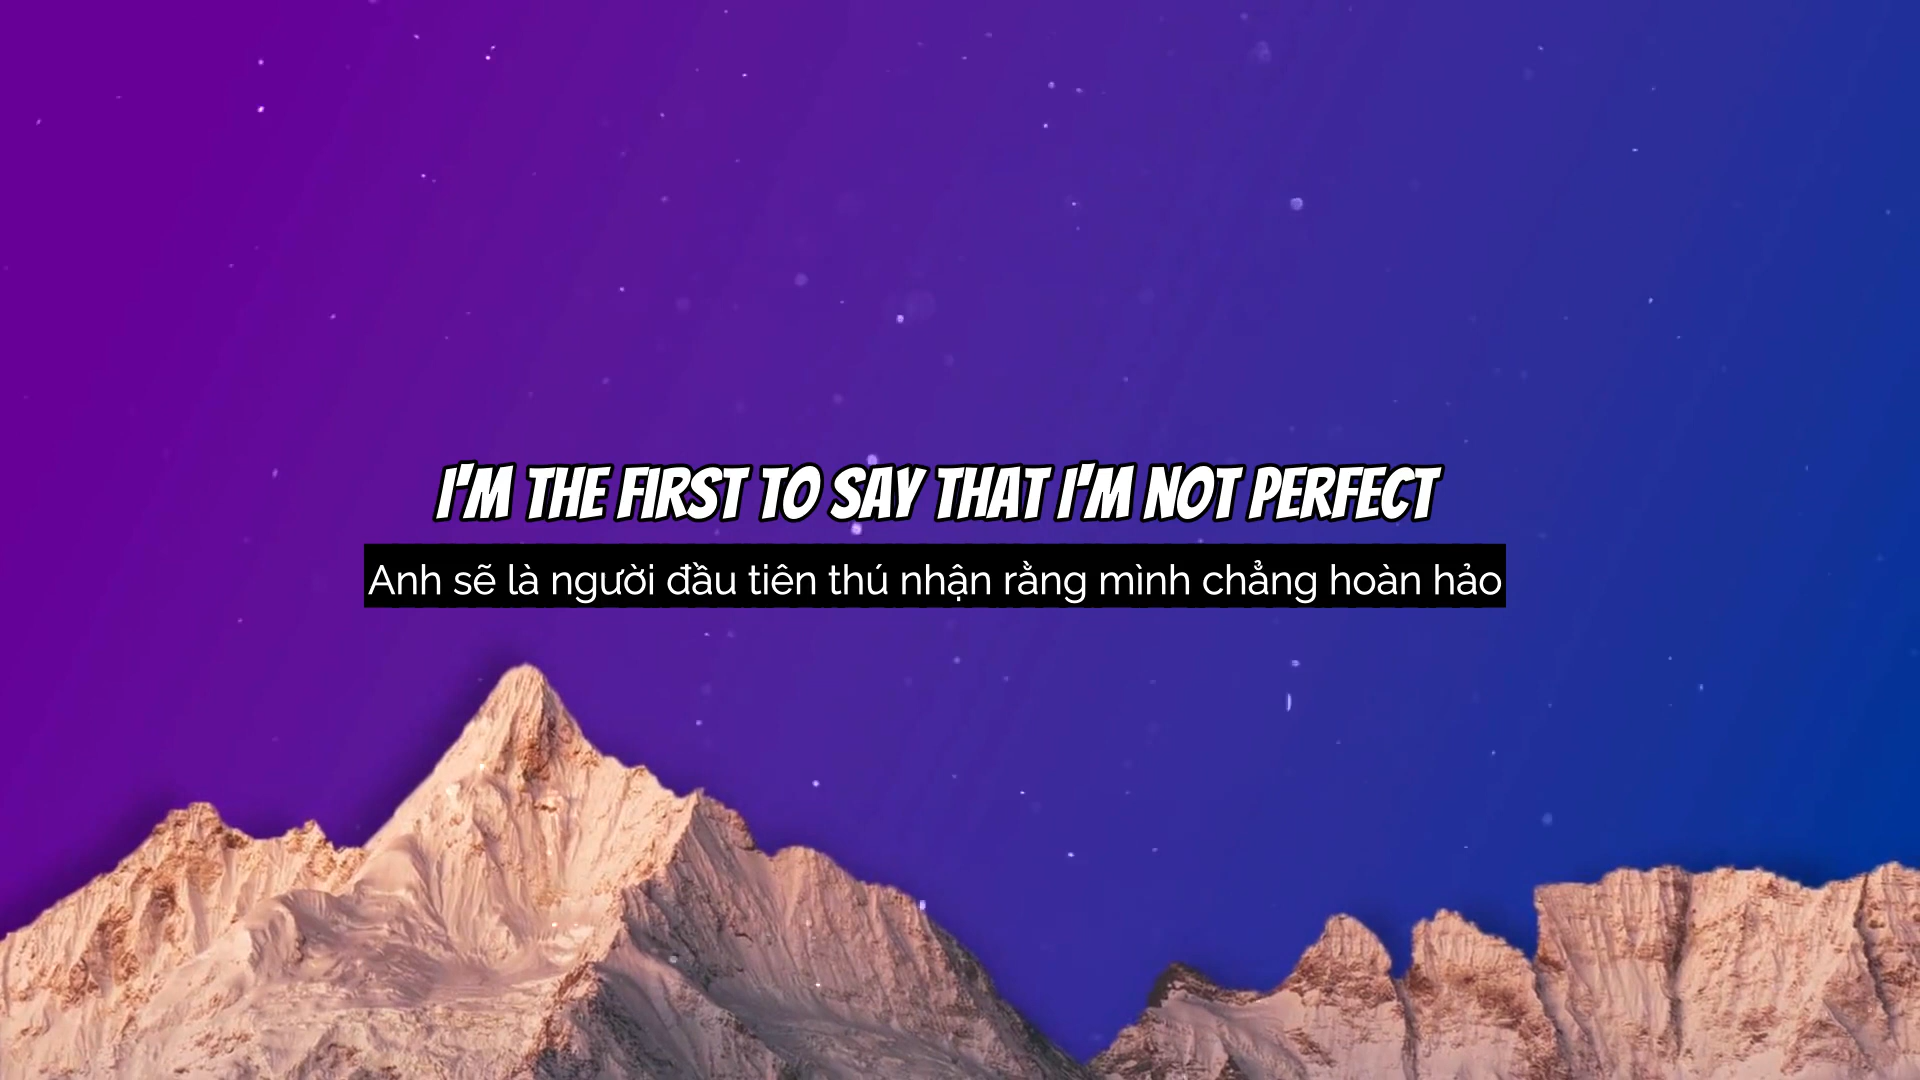 I'M THE FIRST TO SAY THAT I'M NOT PERFECT
Anh sẽ là người đầu tiên thú nhận rằng mình chẳng hoàn hảo